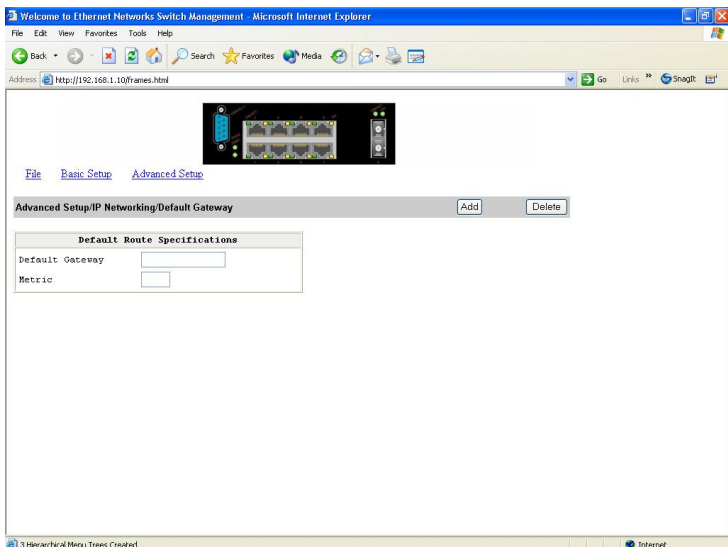 Welcome to Ethernet Networks Switch Management - Microsoft Internet Explorer
File Edit View Favorites Tools Help
Back Search Favorites Media
Address http://192.168.1.10/frames.html Go Links » SnagIt
File Basic Setup Advanced Setup
Advanced Setup/IP Networking/Default Gateway Add Delete
Default Route Specifications
Default Gateway
Metric
3 Hierarchical Menu Trees Created Internet